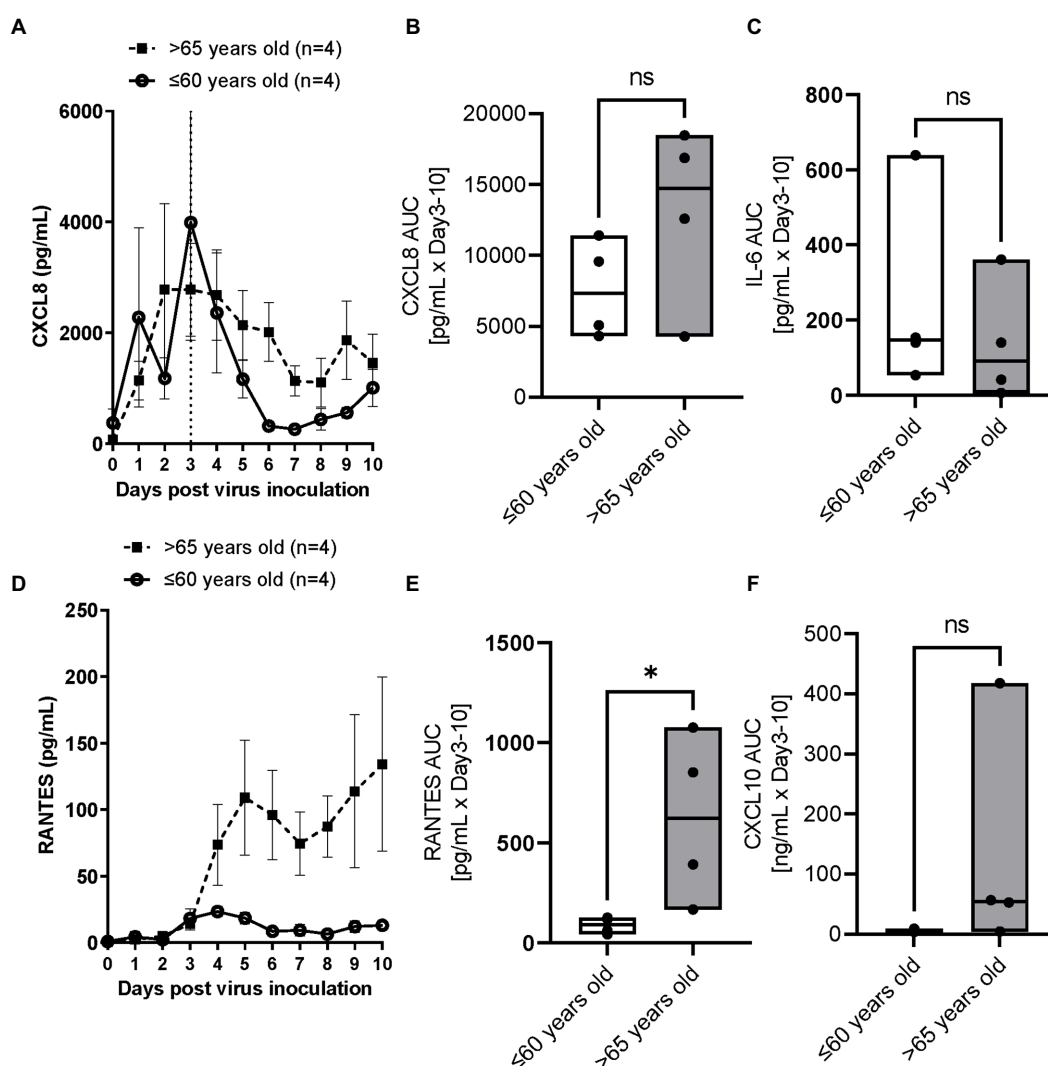 A
>65 years old (n=4)
≤60 years old (n=4)
CXCL8 (pg/mL)
6000
4000
2000
0
0 1 2 3 4 5 6 7 8 9 10
Days post virus inoculation
B
ns
CXCL8 AUC
[pg/mL x Day3-10]
20000
15000
10000
5000
0
≤60 years old
>65 years old
C
ns
IL-6 AUC
[pg/mL x Day3-10]
800
600
400
200
0
≤60 years old
>65 years old
D
>65 years old (n=4)
≤60 years old (n=4)
RANTES (pg/mL)
250
200
150
100
50
0
0 1 2 3 4 5 6 7 8 9 10
Days post virus inoculation
E
*
RANTES AUC
[pg/mL x Day3-10]
1500
1000
500
0
≤60 years old
>65 years old
F
ns
CXCL10 AUC
[ng/mL x Day3-10]
500
400
300
200
100
0
≤60 years old
>65 years old